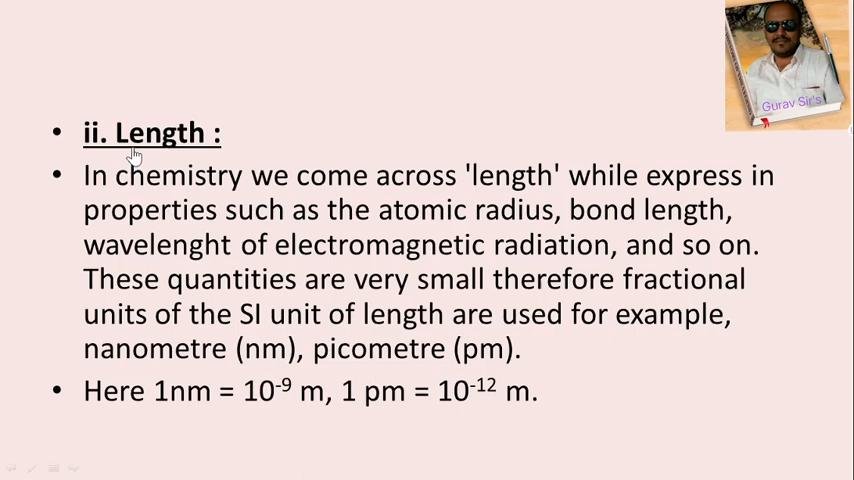 Gurav Sir's
• ii. Length :
• In chemistry we come across 'length' while express in
properties such as the atomic radius, bond length,
wavelenght of electromagnetic radiation, and so on.
These quantities are very small therefore fractional
units of the SI unit of length are used for example,
nanometre (nm), picometre (pm).
• Here 1nm = 10⁻⁹ m, 1 pm = 10⁻¹² m.